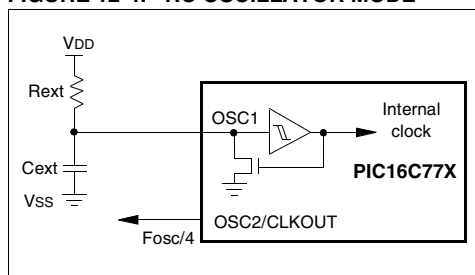 FIGURE 12-4: RC OSCILLATOR MODE
VDD
Rext
OSC1
Internal
clock
Cext
PIC16C77X
VSS
OSC2/CLKOUT
Fosc/4